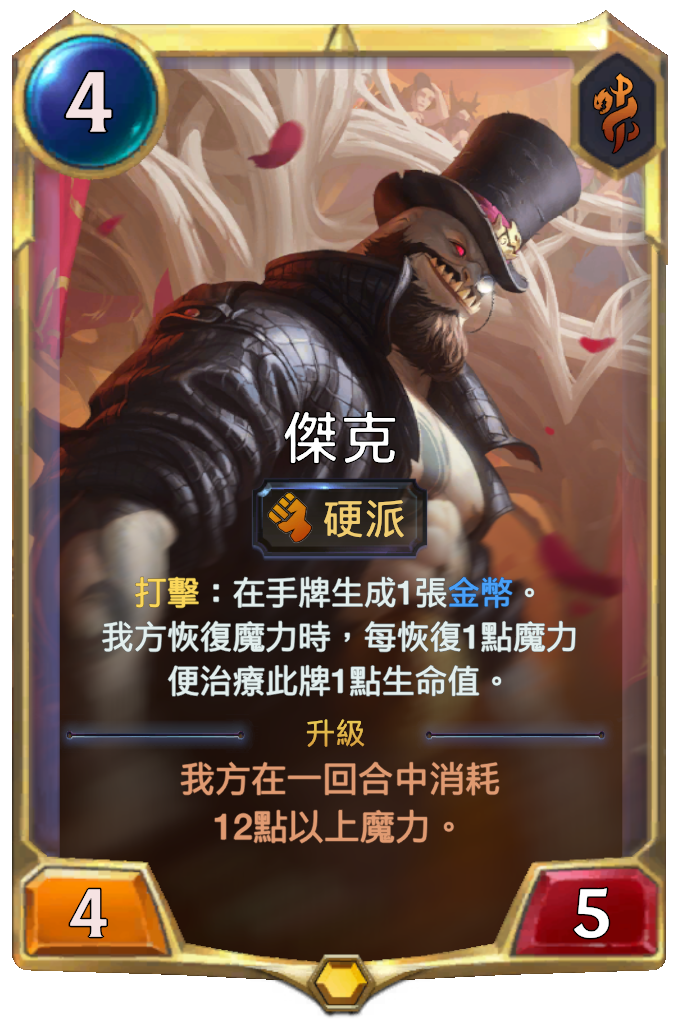 4
傑克
硬派
打擊：在手牌生成1張金幣。
我方恢復魔力時，每恢復1點魔力
便治療此牌1點生命值。
升級
我方在一回合中消耗
12點以上魔力。
4
5